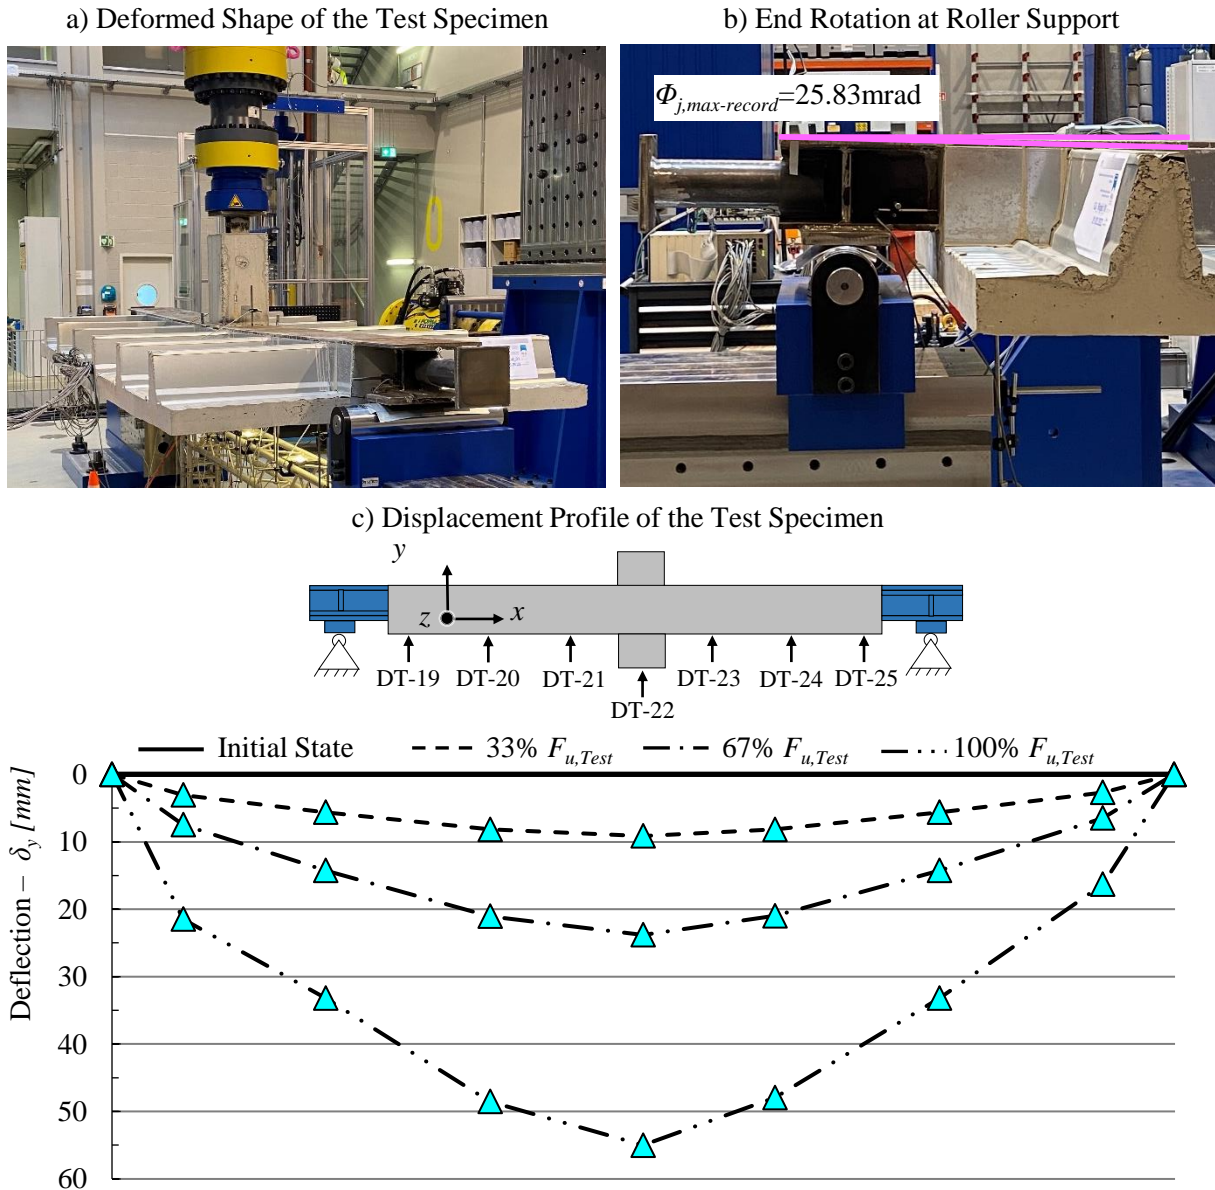 a) Deformed Shape of the Test Specimen
b) End Rotation at Roller Support
Φj,max-record=25.83mrad
c) Displacement Profile of the Test Specimen
y
z
x
DT-19
DT-20
DT-21
DT-22
DT-23
DT-24
DT-25
Initial State
33% Fu,Test
67% Fu,Test
100% Fu,Test
Deflection – δy [mm]
0
10
20
30
40
50
60